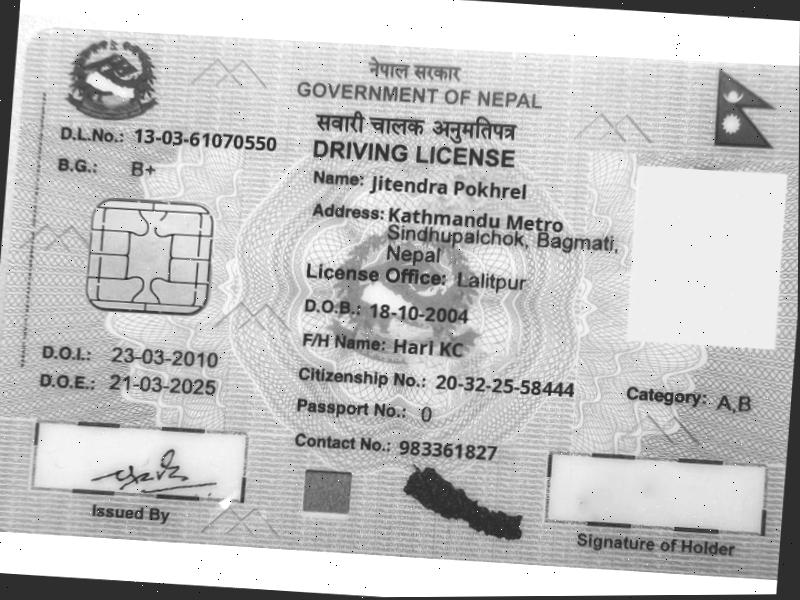 नेपाल सरकार
GOVERNMENT OF NEPAL
सवारी चालक अनुमतिपत्र
DRIVING LICENSE
D.L.No.: 13-03-61070550
B.G.: B+
Name: Jitendra Pokhrel
Address: Kathmandu Metro
Sindhupalchok, Bagmati,
Nepal
License Office: Lalitpur
D.O.B.: 18-10-2004
F/H Name: Hari KC
D.O.I.: 23-03-2010
D.O.E.: 21-03-2025
Citizenship No.: 20-32-25-58444
Category: A,B
Passport No.: 0
Contact No.: 983361827
Issued By
Signature of Holder